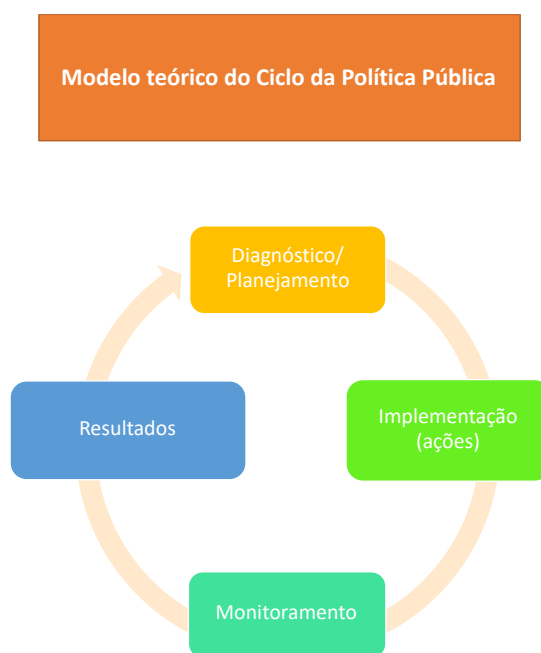 Modelo teórico do Ciclo da Política Pública
Diagnóstico/
Planejamento
Implementação
(ações)
Monitoramento
Resultados